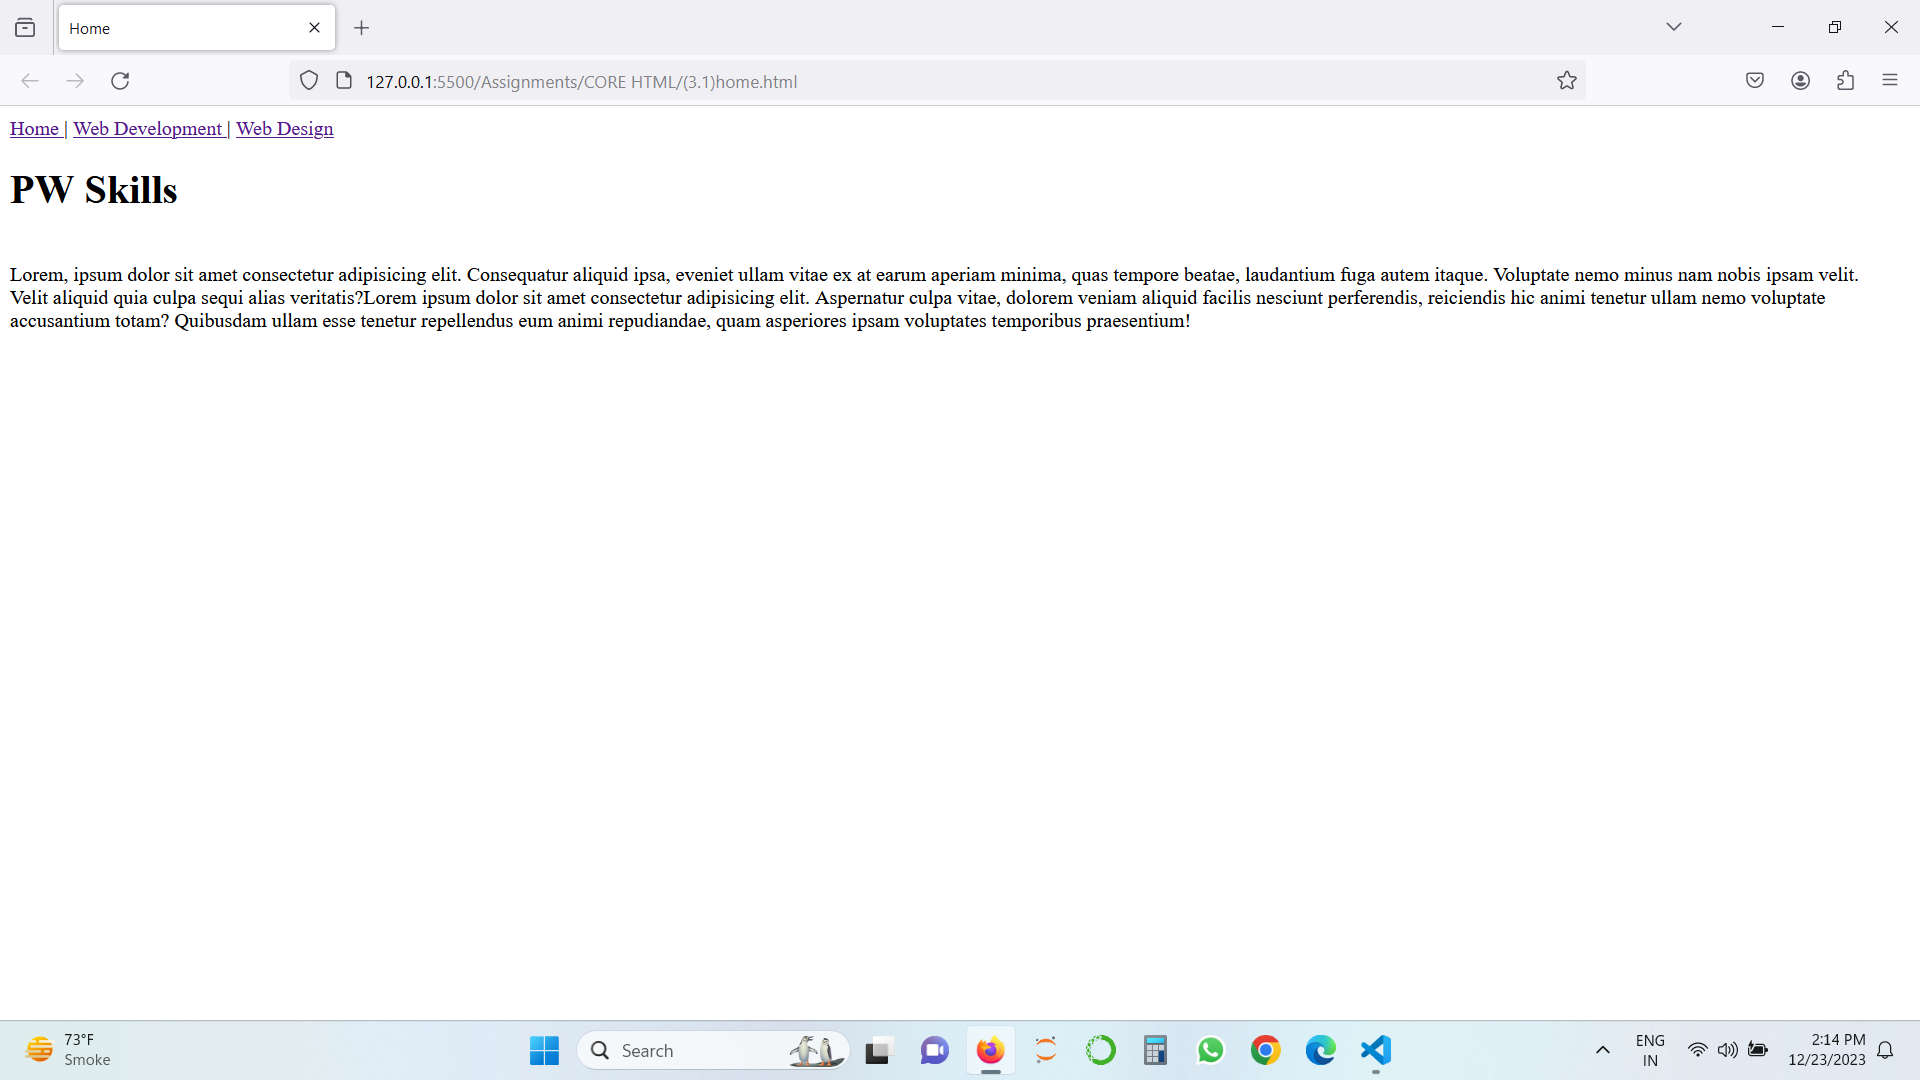 Home
127.0.0.1:5500/Assignments/CORE HTML/(3.1)home.html
Home | Web Development | Web Design
PW Skills
Lorem, ipsum dolor sit amet consectetur adipisicing elit. Consequatur aliquid ipsa, eveniet ullam vitae ex at earum aperiam minima, quas tempore beatae, laudantium fuga autem itaque. Voluptate nemo minus nam nobis ipsam velit.
Velit aliquid quia culpa sequi alias veritatis?Lorem ipsum dolor sit amet consectetur adipisicing elit. Aspernatur culpa vitae, dolorem veniam aliquid facilis nesciunt perferendis, reiciendis hic animi tenetur ullam nemo voluptate
accusantium totam? Quibusdam ullam esse tenetur repellendus eum animi repudiandae, quam asperiores ipsam voluptates temporibus praesentium!
73°F
Smoke
Search
ENG
IN
2:14 PM
12/23/2023